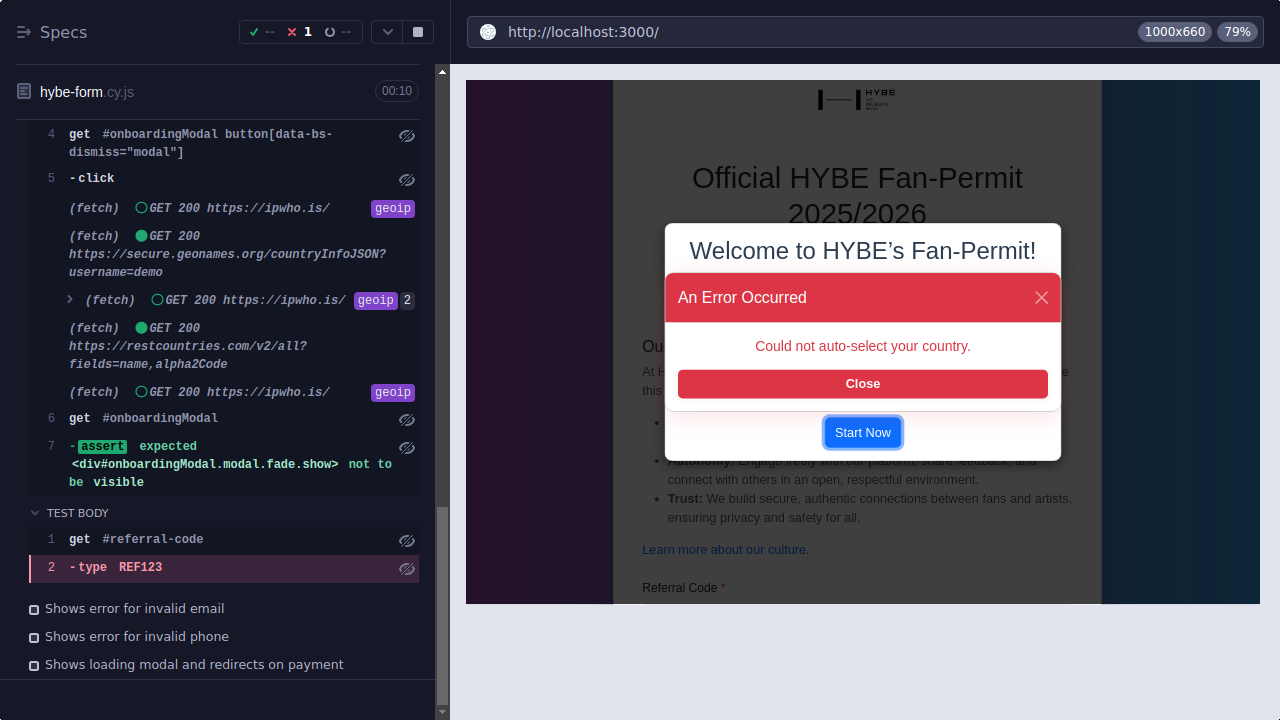 Specs
-- 1 --
hybe-form.cy.js
00:10
4 get #onboardingModal button[data-bs-
dismiss="modal"]
5 -click
(fetch) GET 200 https://ipwho.is/ geoip
(fetch) GET 200
https://secure.geonames.org/countryInfoJSON?
username=demo
(fetch) GET 200 https://ipwho.is/ geoip 2
(fetch) GET 200
https://restcountries.com/v2/all?
fields=name,alpha2Code
(fetch) GET 200 https://ipwho.is/ geoip
6 get #onboardingModal
7 -assert expected
<div#onboardingModal.modal.fade.show> not to
be visible
TEST BODY
1 get #referral-code
2 -type REF123
Shows error for invalid email
Shows error for invalid phone
Shows loading modal and redirects on payment
http://localhost:3000/
1000x660 79%
HYBE
Official HYBE Fan-Permit
2025/2026
Welcome to HYBE’s Fan-Permit!
An Error Occurred
Could not auto-select your country.
Close
Start Now
Ou
At H
this
Autonomy: Engage freely with our platform, share feedback, and
connect with others in an open, respectful environment.
Trust: We build secure, authentic connections between fans and artists,
ensuring privacy and safety for all.
Learn more about our culture.
Referral Code *